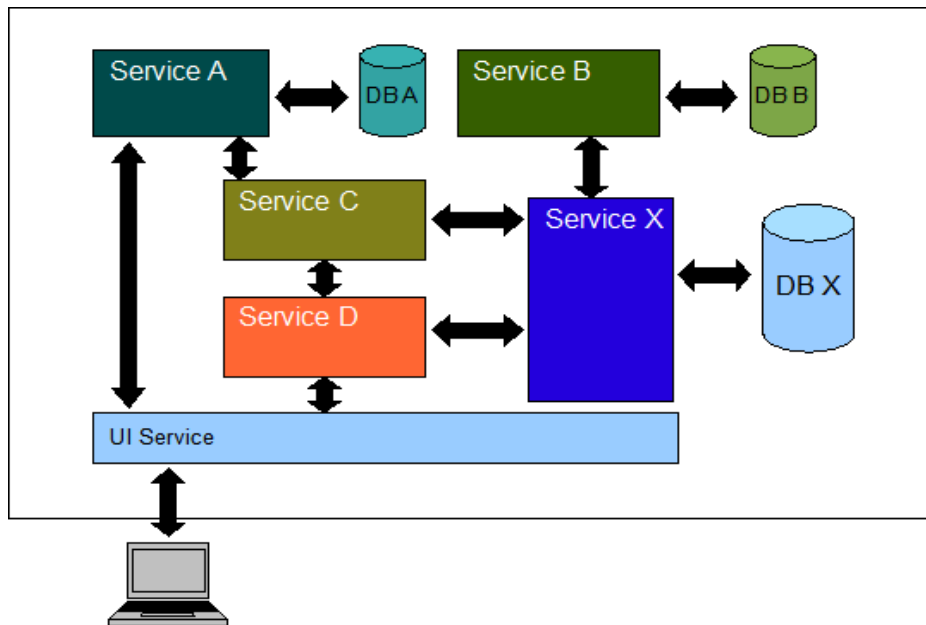 Service A
DB A
Service B
DB B
Service C
Service X
DB X
Service D
UI Service